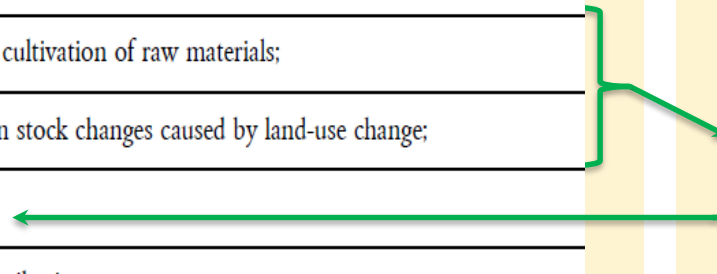 cultivation of raw materials;
stock changes caused by land-use change;